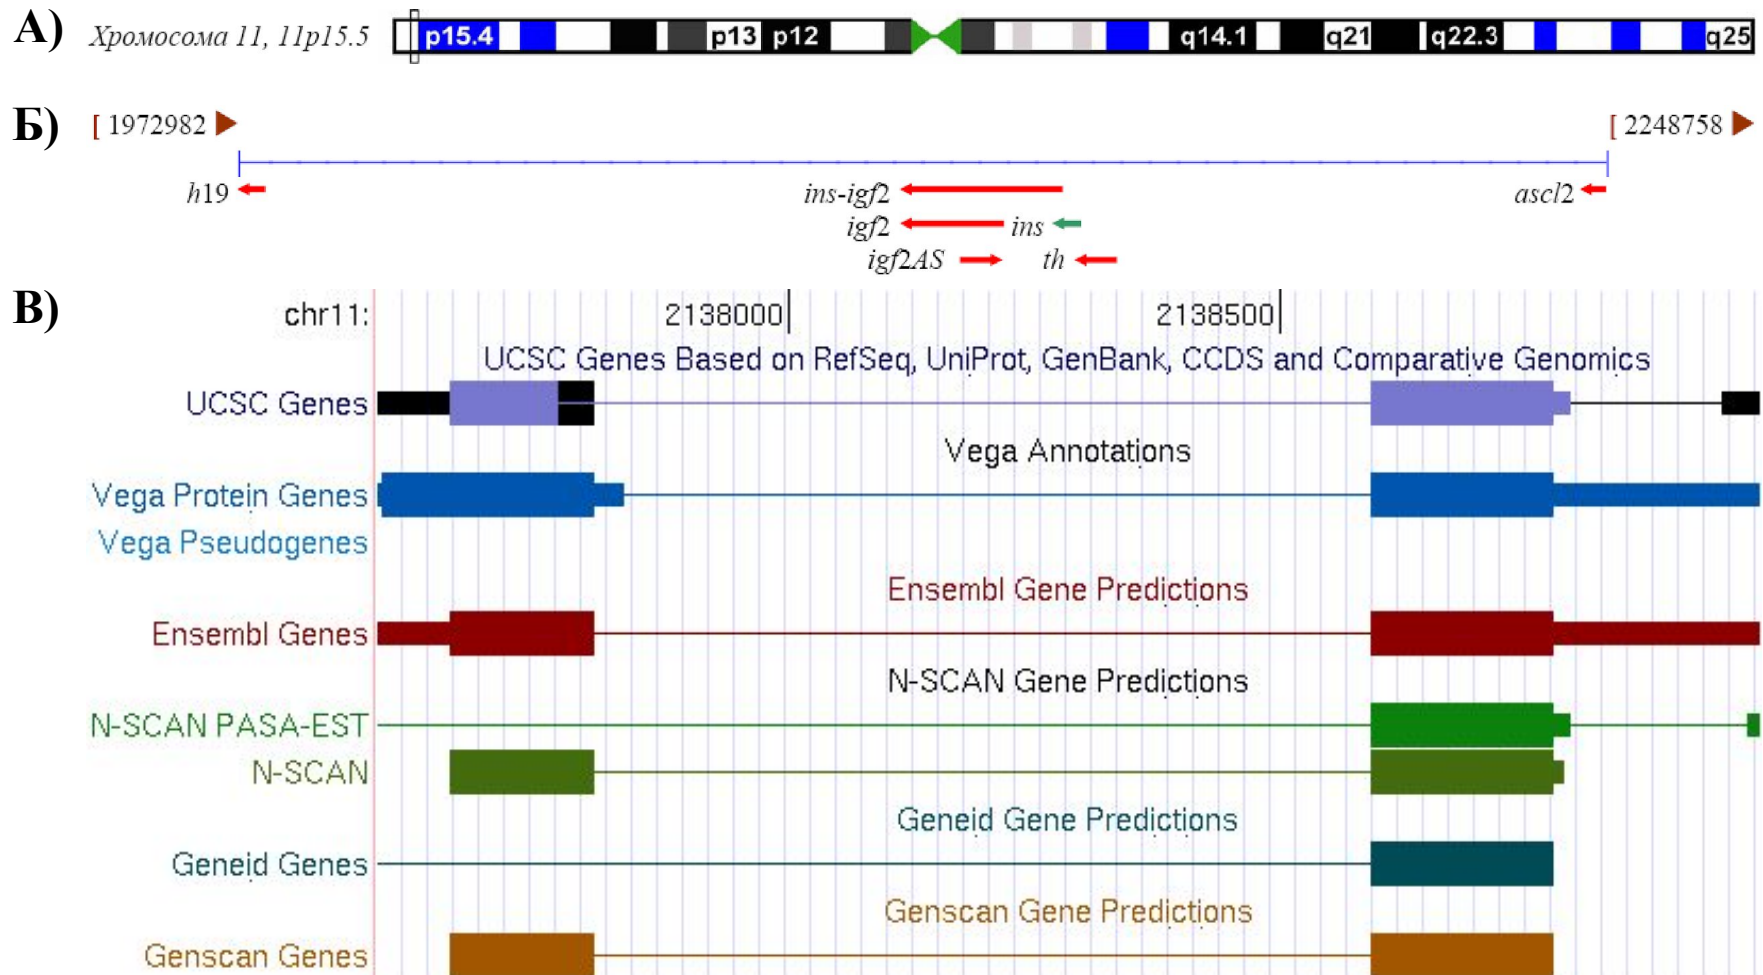 А) Хромосома 11, 11p15.5 p15.4 p13 p12 q14.1 q21 q22.3 q25
Б) [ 1972982 [ 2248758
h19 ins-igf2 ascl2
igf2 ins
igf2AS th
В) chr11: 2138000 2138500
UCSC Genes Based on RefSeq, UniProt, GenBank, CCDS and Comparative Genomics
UCSC Genes
Vega Annotations
Vega Protein Genes
Vega Pseudogenes
Ensembl Gene Predictions
Ensembl Genes
N-SCAN Gene Predictions
N-SCAN PASA-EST
N-SCAN
Geneid Gene Predictions
Geneid Genes
Genscan Gene Predictions
Genscan Genes